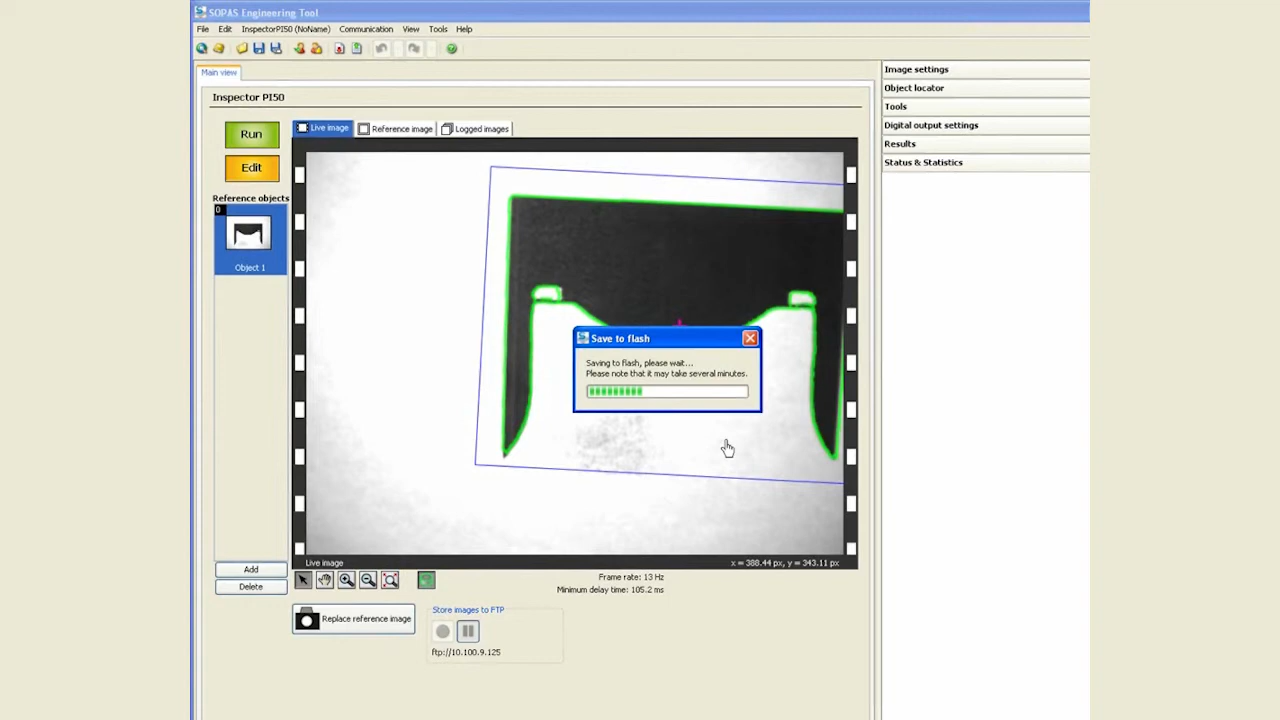 SOPAS Engineering Tool
File Edit InspectorPI50 (NoName) Communication View Tools Help
Main view
Inspector PI50
Run
Edit
Reference objects
0
Object 1
Add
Delete
Live image Reference image Logged images
Save to flash
Saving to flash, please wait...
Please note that it may take several minutes.
Live image x = 388.44 px, y = 343.11 px
Frame rate: 13 Hz
Minimum delay time: 105.2 ms
Replace reference image
Store images to FTP
ftp://10.100.9.125
Image settings
Object locator
Tools
Digital output settings
Results
Status & Statistics